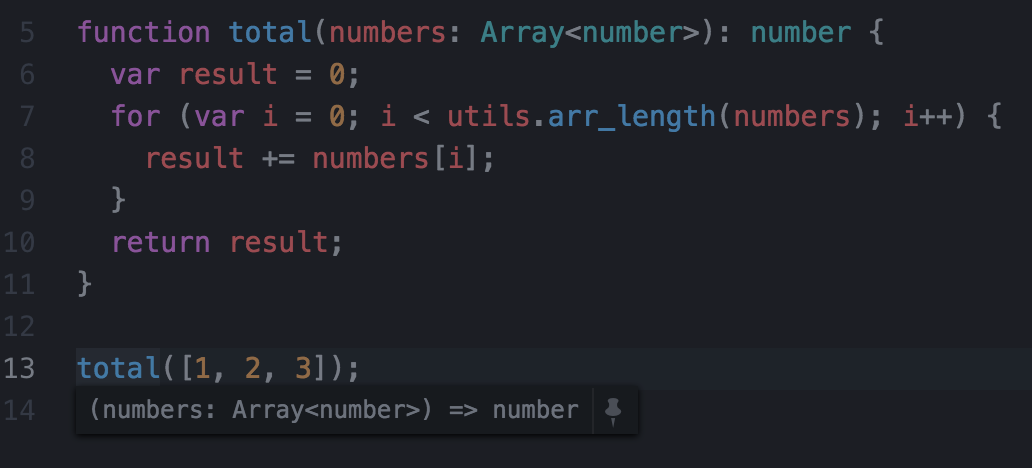 5 function total(numbers: Array<number>): number {
6 var result = 0;
7 for (var i = 0; i < utils.arr_length(numbers); i++) {
8 result += numbers[i];
9 }
10 return result;
11 }
12
13 total([1, 2, 3]);
14 (numbers: Array<number>) => number